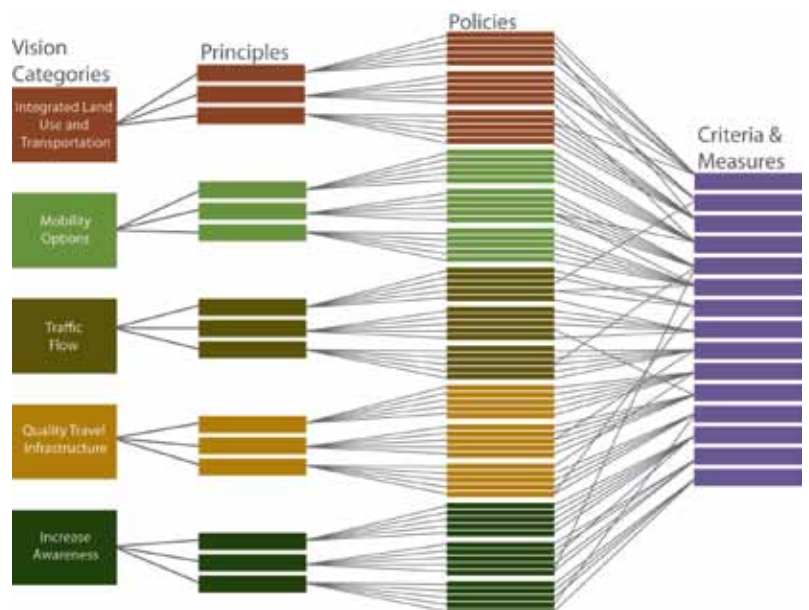 Vision
Categories
Principles
Policies
Criteria &
Measures
Integrated Land
Use and
Transportation
Mobility
Options
Traffic
Flow
Quality Travel
Infrastructure
Increase
Awareness